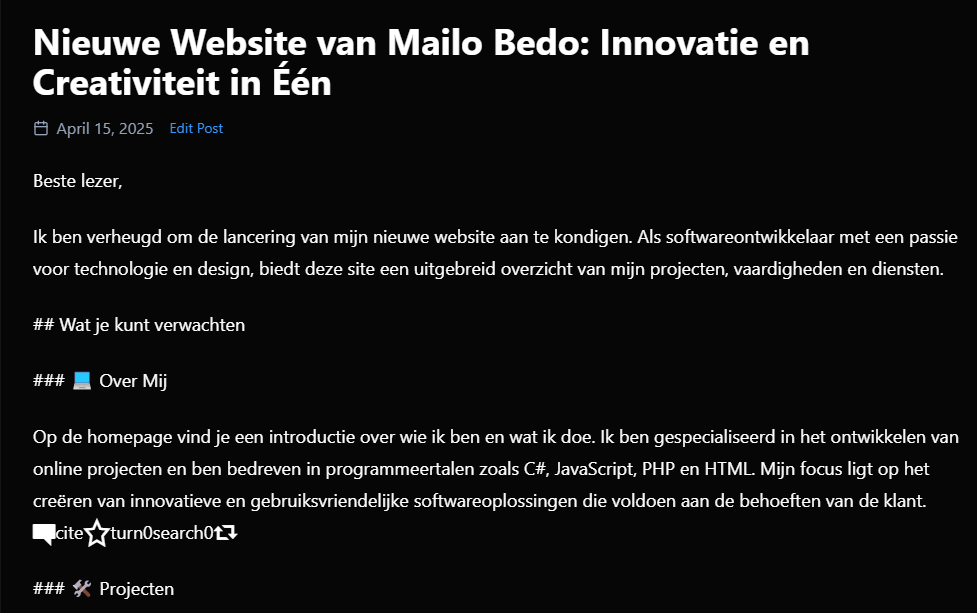 Nieuwe Website van Mailo Bedo: Innovatie en
Creativiteit in Één
April 15, 2025 Edit Post
Beste lezer,
Ik ben verheugd om de lancering van mijn nieuwe website aan te kondigen. Als softwareontwikkelaar met een passie
voor technologie en design, biedt deze site een uitgebreid overzicht van mijn projecten, vaardigheden en diensten.
## Wat je kunt verwachten
### 💻 Over Mij
Op de homepage vind je een introductie over wie ik ben en wat ik doe. Ik ben gespecialiseerd in het ontwikkelen van
online projecten en ben bedreven in programmeertalen zoals C#, JavaScript, PHP en HTML. Mijn focus ligt op het
creëren van innovatieve en gebruiksvriendelijke softwareoplossingen die voldoen aan de behoeften van de klant.
citeturn0search0
### 🛠️ Projecten